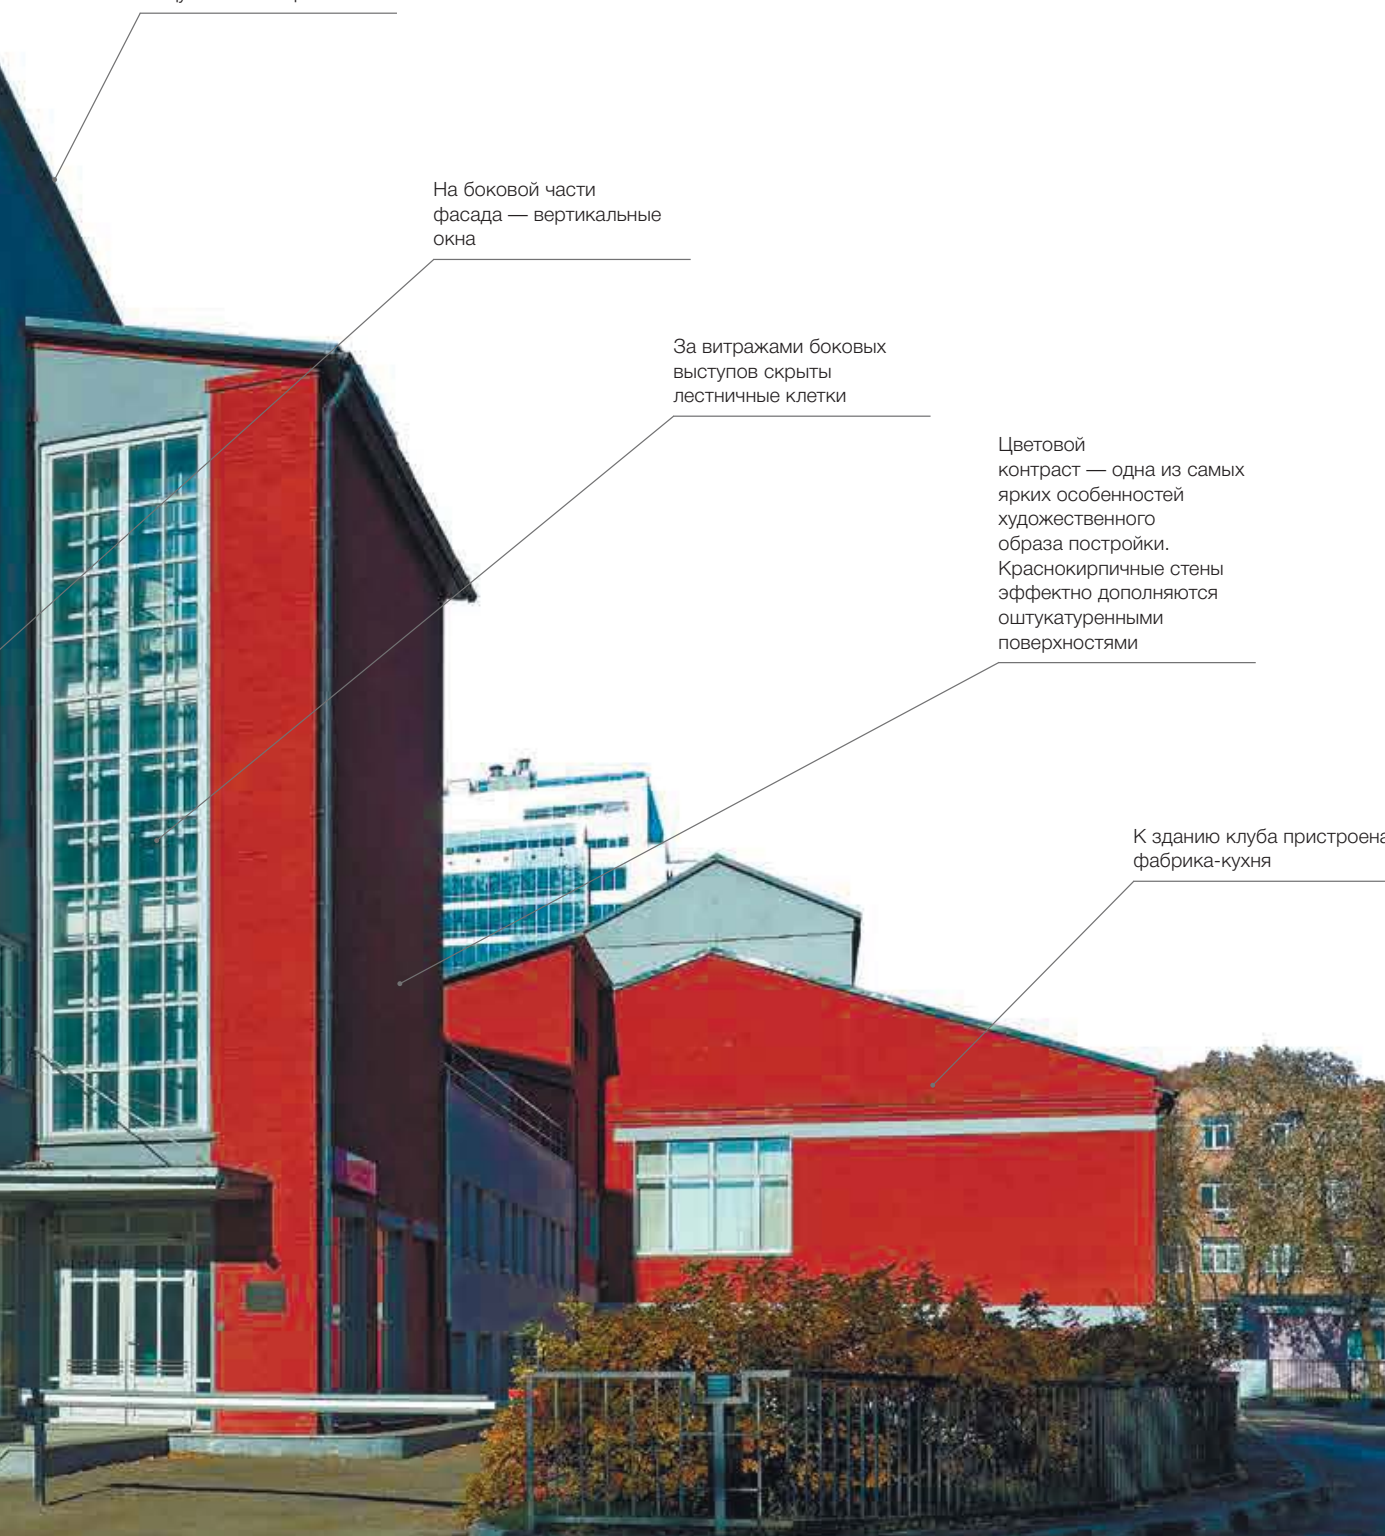 На боковой части
фасада — вертикальные
окна
За витражами боковых
выступов скрыты
лестничные клетки
Цветовой
контраст — одна из самых
ярких особенностей
художественного
образа постройки.
Краснокирпичные стены
эффектно дополняются
оштукатуренными
поверхностями
К зданию клуба пристроена
фабрика-кухня